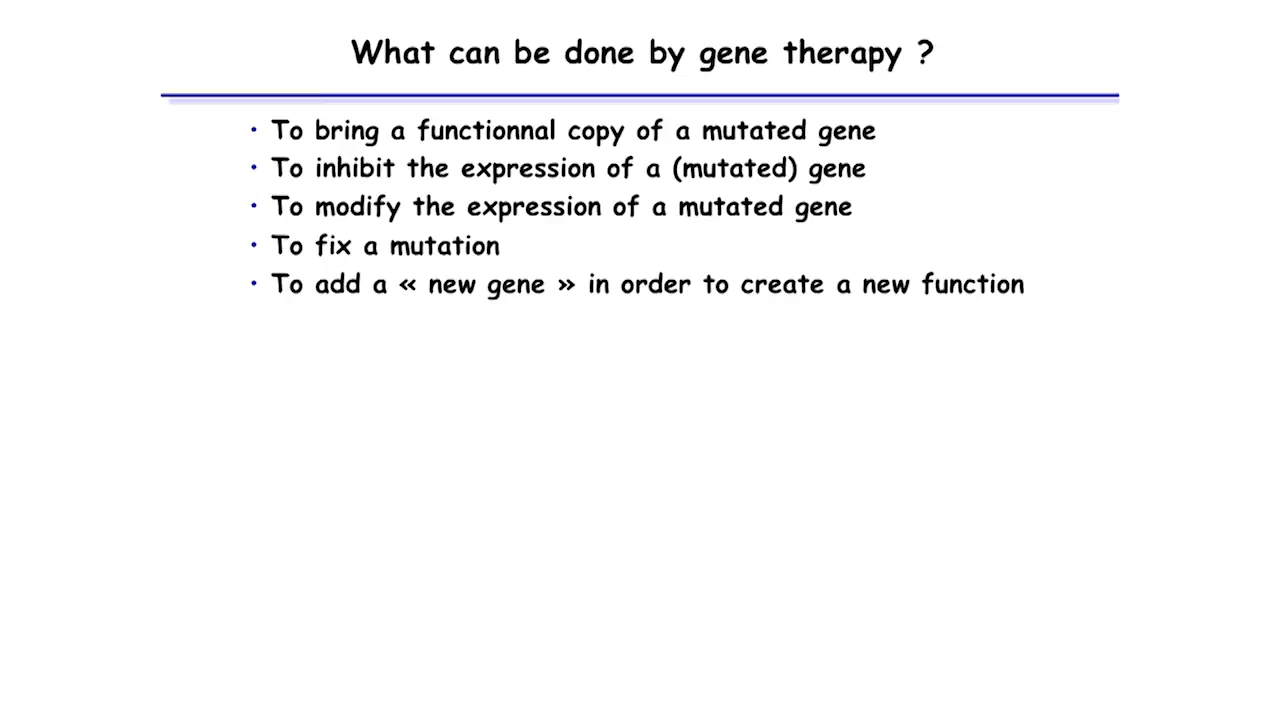 What can be done by gene therapy ?
• To bring a functionnal copy of a mutated gene
• To inhibit the expression of a (mutated) gene
• To modify the expression of a mutated gene
• To fix a mutation
• To add a « new gene » in order to create a new function